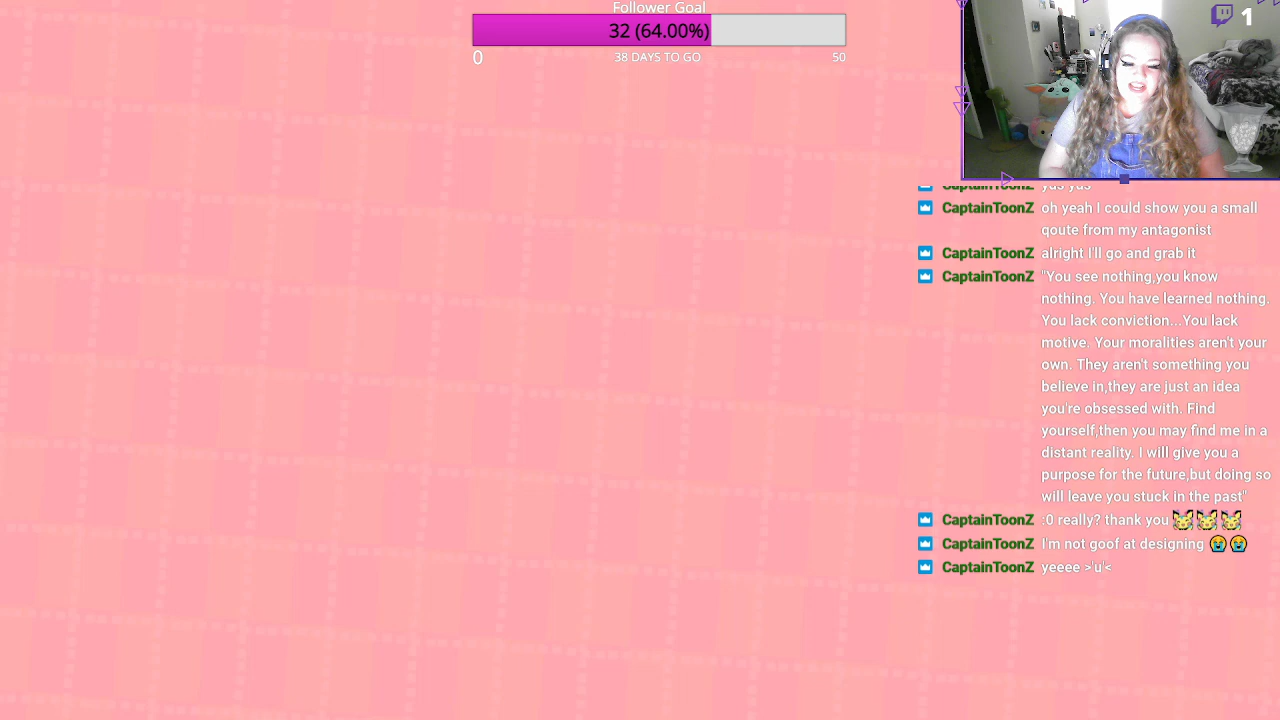 Follower Goal
32 (64.00%)
0
38 DAYS TO GO
50
1
CaptainToonZ yas yas
CaptainToonZ oh yeah I could show you a small
qoute from my antagonist
CaptainToonZ alright I'll go and grab it
CaptainToonZ "You see nothing,you know
nothing. You have learned nothing.
You lack conviction...You lack
motive. Your moralities aren't your
own. They aren't something you
believe in,they are just an idea
you're obsessed with. Find
yourself,then you may find me in a
distant reality. I will give you a
purpose for the future,but doing so
will leave you stuck in the past"
CaptainToonZ :0 really? thank you
CaptainToonZ I'm not goof at designing 😭😭
CaptainToonZ yeeee >'u'<